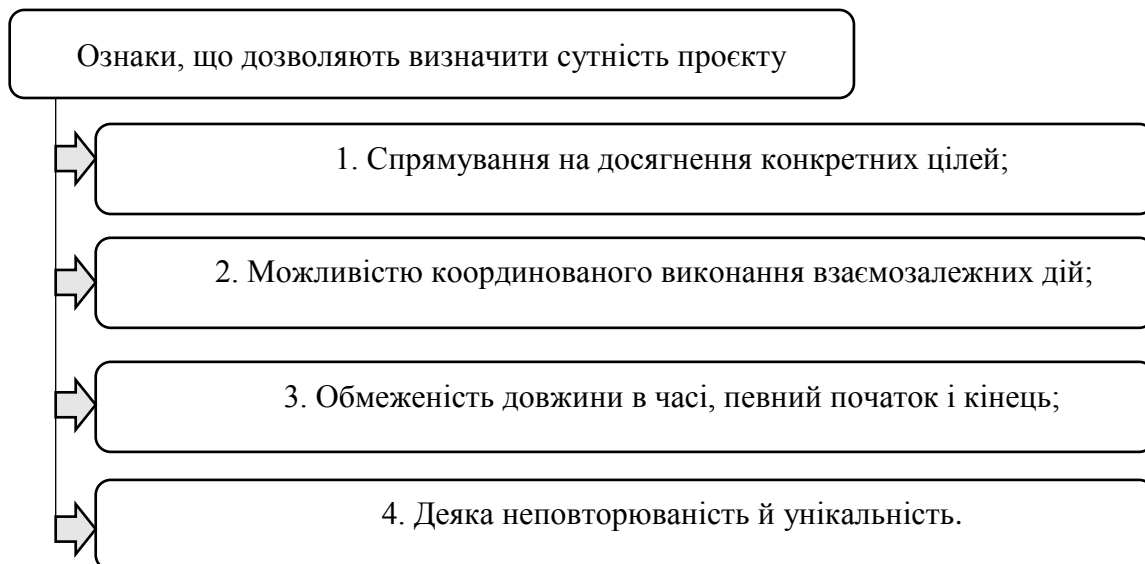 Ознаки, що дозволяють визначити сутність проєкту
1. Спрямування на досягнення конкретних цілей;
2. Можливістю координованого виконання взаємозалежних дій;
3. Обмеженість довжини в часі, певний початок і кінець;
4. Деяка неповторюваність й унікальність.